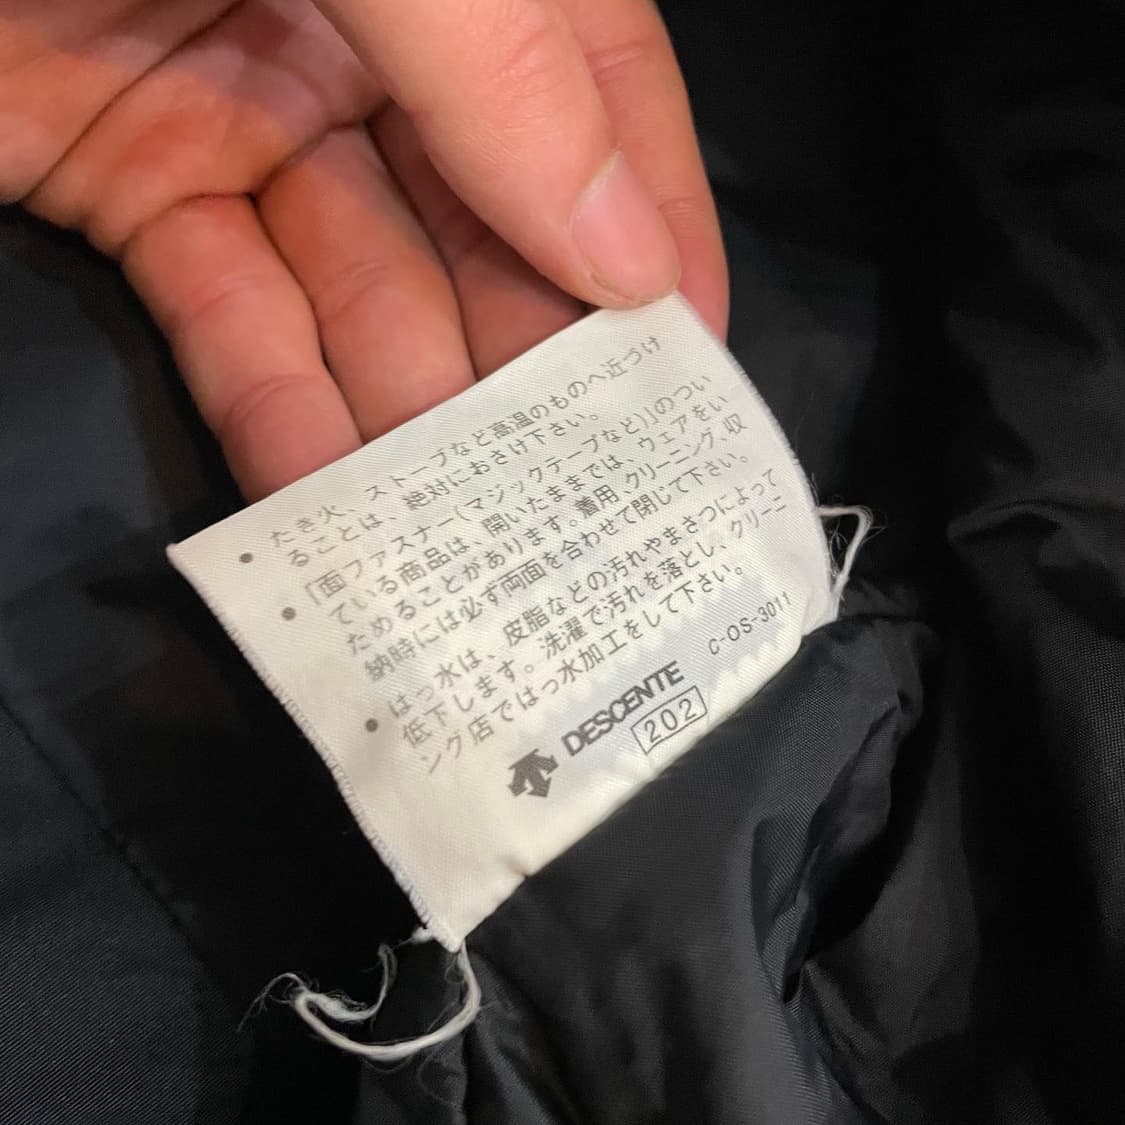 ● たき火、ストーブなど高温のものへ近づけ
ることは、絶対におさけ下さい。
● 「面ファスナー(マジックテープなど)」のつい
ている商品は、開いたままでは、ウェアをい
ためることがあります。着用、クリーニング、収
納時には必ず両面を合わせて閉じて下さい。
● はっ水は、皮脂などの汚れやまさつによって
低下します。洗濯で汚れを落とし、クリーニ
ング店ではっ水加工をして下さい。
C-OS-3011
DESCENTE
202